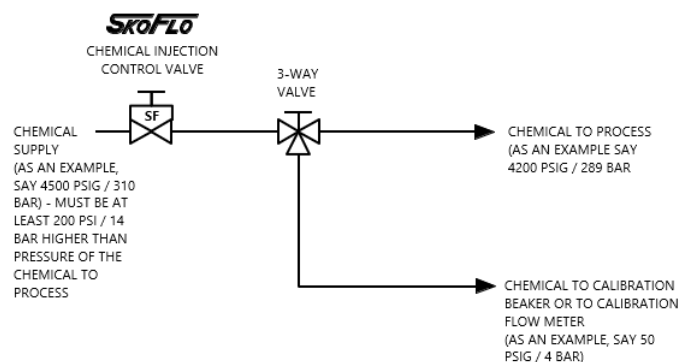 SKOFLO
CHEMICAL INJECTION
CONTROL VALVE
3-WAY
VALVE
SF
CHEMICAL
SUPPLY
(AS AN EXAMPLE,
SAY 4500 PSIG / 310
BAR) - MUST BE AT
LEAST 200 PSI / 14
BAR HIGHER THAN
PRESSURE OF THE
CHEMICAL TO
PROCESS
CHEMICAL TO PROCESS
(AS AN EXAMPLE SAY
4200 PSIG / 289 BAR
CHEMICAL TO CALIBRATION
BEAKER OR TO CALIBRATION
FLOW METER
(AS AN EXAMPLE, SAY 50
PSIG / 4 BAR)